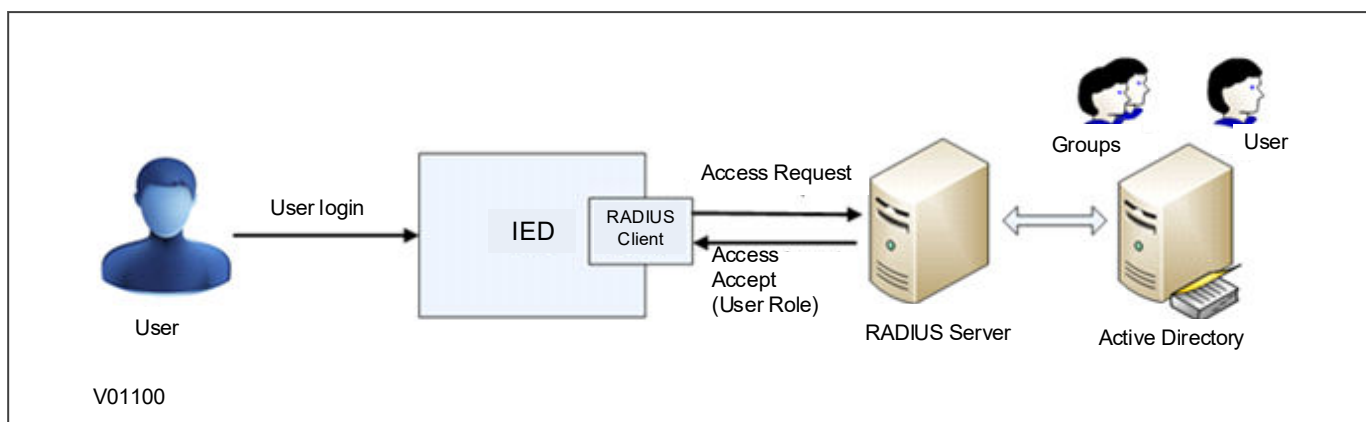 Groups
User
Access Request
User login
RADIUS
Client
IED
Access
Accept
(User Role)
User
RADIUS Server
Active Directory
V01100